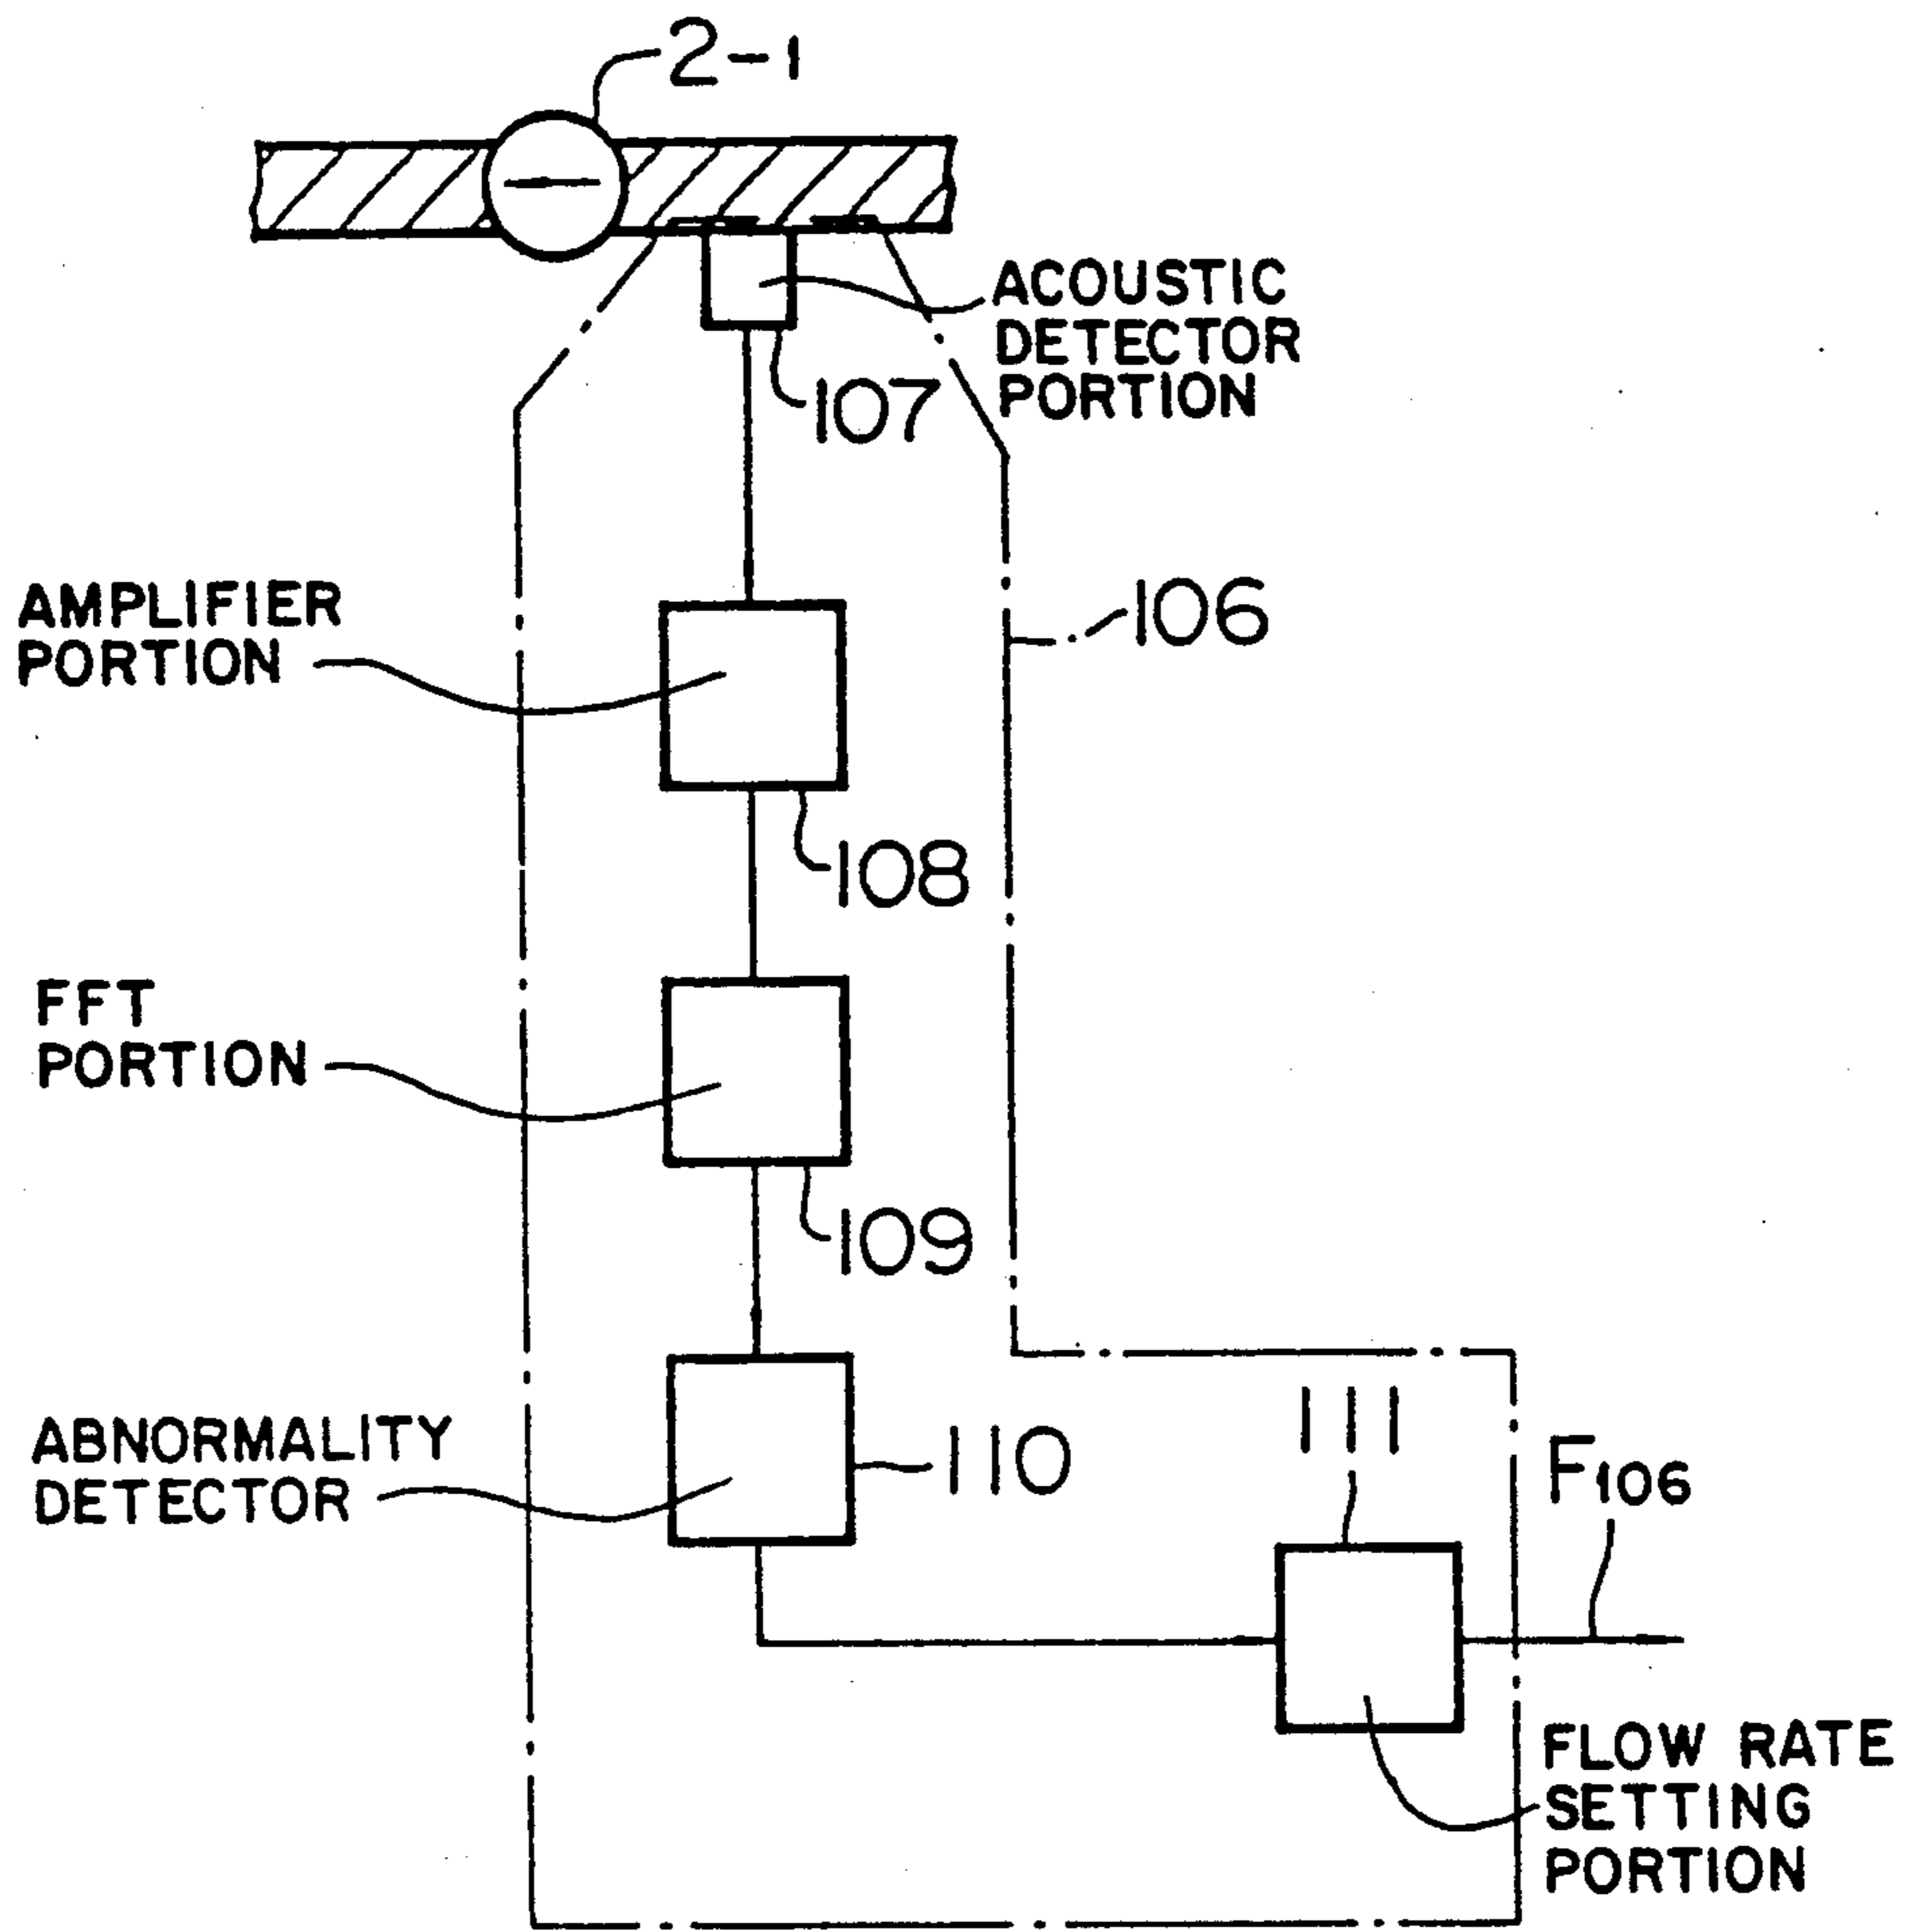 2-1
ACOUSTIC
DETECTOR
PORTION
107
AMPLIFIER
PORTION
106
108
FFT
PORTION
109
ABNORMALITY
DETECTOR
110
111
F106
FLOW RATE
SETTING
PORTION